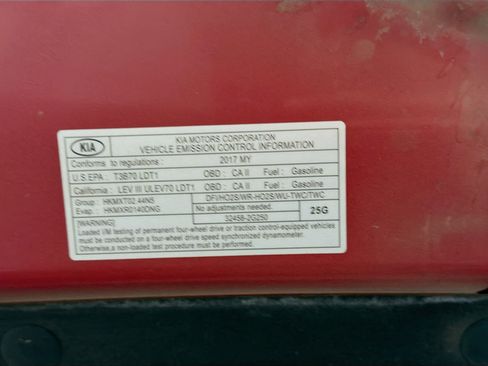 KIA
KIA MOTORS CORPORATION
VEHICLE EMISSION CONTROL INFORMATION
Conforms to regulations : 2017 MY
U.S EPA : T3B70 LDT1 OBD : CA II Fuel : Gasoline
California : LEV III ULEV70 LDT1 OBD : CA II Fuel : Gasoline
Group : HKMXT02.44N5 DFI/HO2S/WR-HO2S/WU-TWC/TWC
Evap. : HKMXR0140DNG No adjustments needed.
32458-2G250 25G
[WARNING]
Loaded I/M testing of permanent four-wheel drive or traction control-equipped vehicles
must be conducted on a four-wheel speed synchronized dynamometer.
Otherwise,a non-loaded test procedure must be conducted.